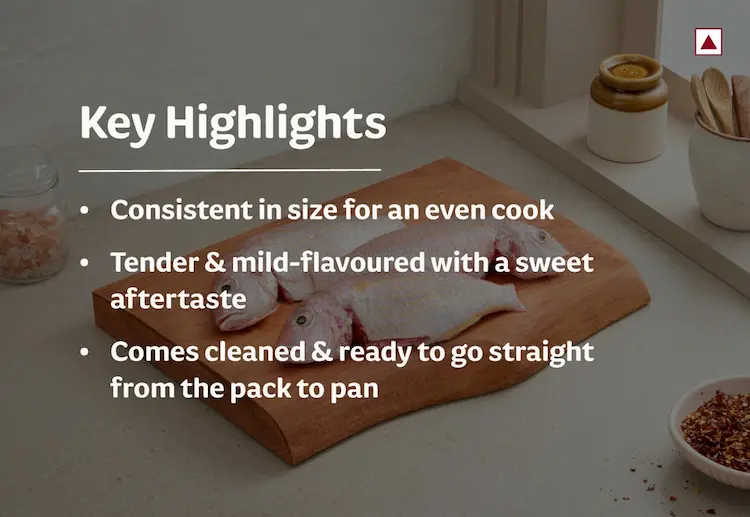 Key Highlights
• Consistent in size for an even cook
• Tender & mild-flavoured with a sweet
aftertaste
• Comes cleaned & ready to go straight
from the pack to pan